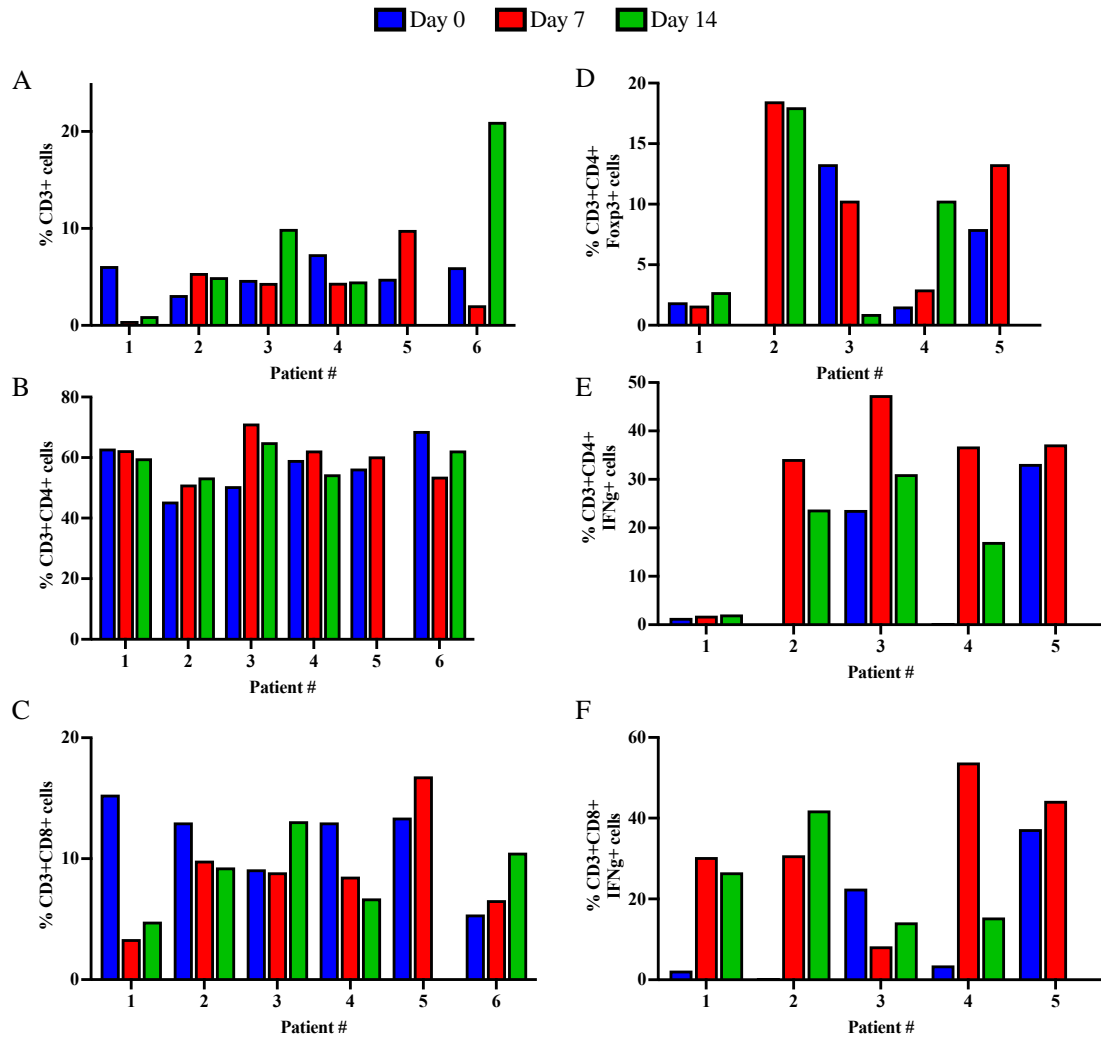 Day 0 Day 7 Day 14
A
% CD3+ cells
20
10
0
1 2 3 4 5 6
Patient #
B
% CD3+CD4+ cells
80
60
40
20
0
1 2 3 4 5 6
Patient #
C
% CD3+CD8+ cells
20
10
0
1 2 3 4 5 6
Patient #
D
% CD3+CD4+
Foxp3+ cells
20
15
10
5
0
1 2 3 4 5
Patient #
E
% CD3+CD4+
IFNg+ cells
50
40
30
20
10
0
1 2 3 4 5
Patient #
F
% CD3+CD8+
IFNg+ cells
60
40
20
0
1 2 3 4 5
Patient #